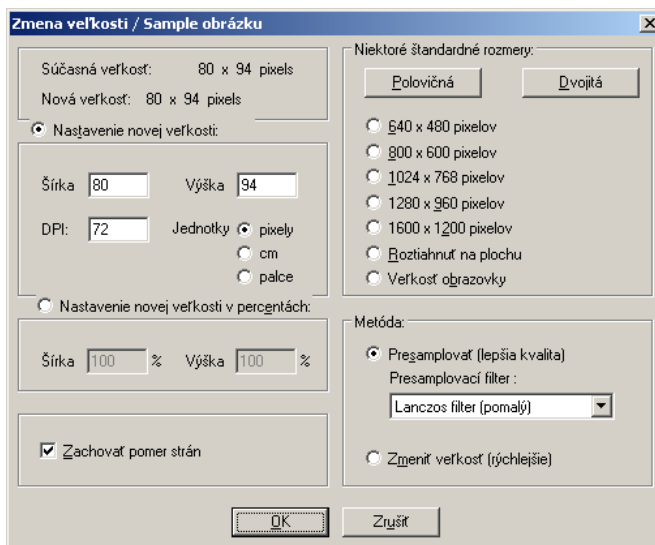 Zmena veľkosti / Sample obrázku
Súčasná veľkosť: 80 x 94 pixels
Nová veľkosť: 80 x 94 pixels
Nastavenie novej veľkosti:
Šírka 80 Výška 94
DPI: 72 Jednotky pixely
cm
palce
Nastavenie novej veľkosti v percentách:
Šírka 100 % Výška 100 %
Zachovať pomer strán
Niektoré štandardné rozmery:
Polovičná Dvojitá
640 x 480 pixelov
800 x 600 pixelov
1024 x 768 pixelov
1280 x 960 pixelov
1600 x 1200 pixelov
Roztiahnuť na plochu
Veľkosť obrazovky
Metóda:
Presamplovať (lepšia kvalita)
Presamplovací filter :
Lanczos filter (pomalý)
Zmeniť veľkosť (rýchlejšie)
OK Zrušiť